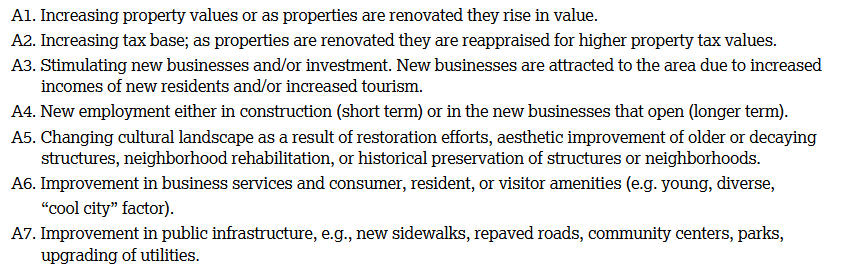 A1. Increasing property values or as properties are renovated they rise in value.
A2. Increasing tax base; as properties are renovated they are reappraised for higher property tax values.
A3. Stimulating new businesses and/or investment. New businesses are attracted to the area due to increased
incomes of new residents and/or increased tourism.
A4. New employment either in construction (short term) or in the new businesses that open (longer term).
A5. Changing cultural landscape as a result of restoration efforts, aesthetic improvement of older or decaying
structures, neighborhood rehabilitation, or historical preservation of structures or neighborhoods.
A6. Improvement in business services and consumer, resident, or visitor amenities (e.g. young, diverse,
“cool city” factor).
A7. Improvement in public infrastructure, e.g., new sidewalks, repaved roads, community centers, parks,
upgrading of utilities.